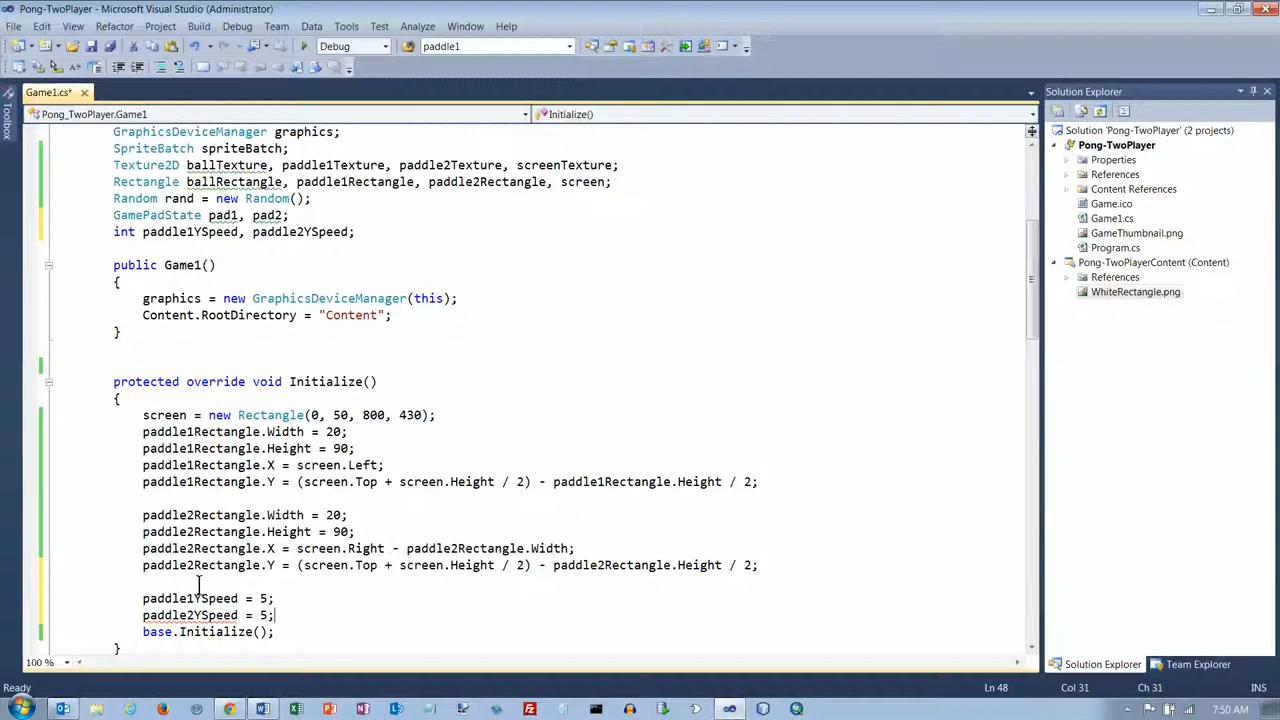 Pong-TwoPlayer - Microsoft Visual Studio (Administrator)
File Edit View Refactor Project Build Debug Team Data Tools Test Analyze Window Help
Debug paddle1
Game1.cs*
Pong_TwoPlayer.Game1 Initialize()
Toolbox
GraphicsDeviceManager graphics;
SpriteBatch spriteBatch;
Texture2D ballTexture, paddle1Texture, paddle2Texture, screenTexture;
Rectangle ballRectangle, paddle1Rectangle, paddle2Rectangle, screen;
Random rand = new Random();
GamePadState pad1, pad2;
int paddle1YSpeed, paddle2YSpeed;
public Game1()
{
graphics = new GraphicsDeviceManager(this);
Content.RootDirectory = "Content";
}
protected override void Initialize()
{
screen = new Rectangle(0, 50, 800, 430);
paddle1Rectangle.Width = 20;
paddle1Rectangle.Height = 90;
paddle1Rectangle.X = screen.Left;
paddle1Rectangle.Y = (screen.Top + screen.Height / 2) - paddle1Rectangle.Height / 2;
paddle2Rectangle.Width = 20;
paddle2Rectangle.Height = 90;
paddle2Rectangle.X = screen.Right - paddle2Rectangle.Width;
paddle2Rectangle.Y = (screen.Top + screen.Height / 2) - paddle2Rectangle.Height / 2;
paddle1YSpeed = 5;
paddle2YSpeed = 5;
base.Initialize();
}
100 %
Solution Explorer
Solution 'Pong-TwoPlayer' (2 projects)
Pong-TwoPlayer
Properties
References
Content References
Game.ico
Game1.cs
GameThumbnail.png
Program.cs
Pong-TwoPlayerContent (Content)
References
WhiteRectangle.png
Solution Explorer Team Explorer
Ready Ln 48 Col 31 Ch 31 INS
7:50 AM